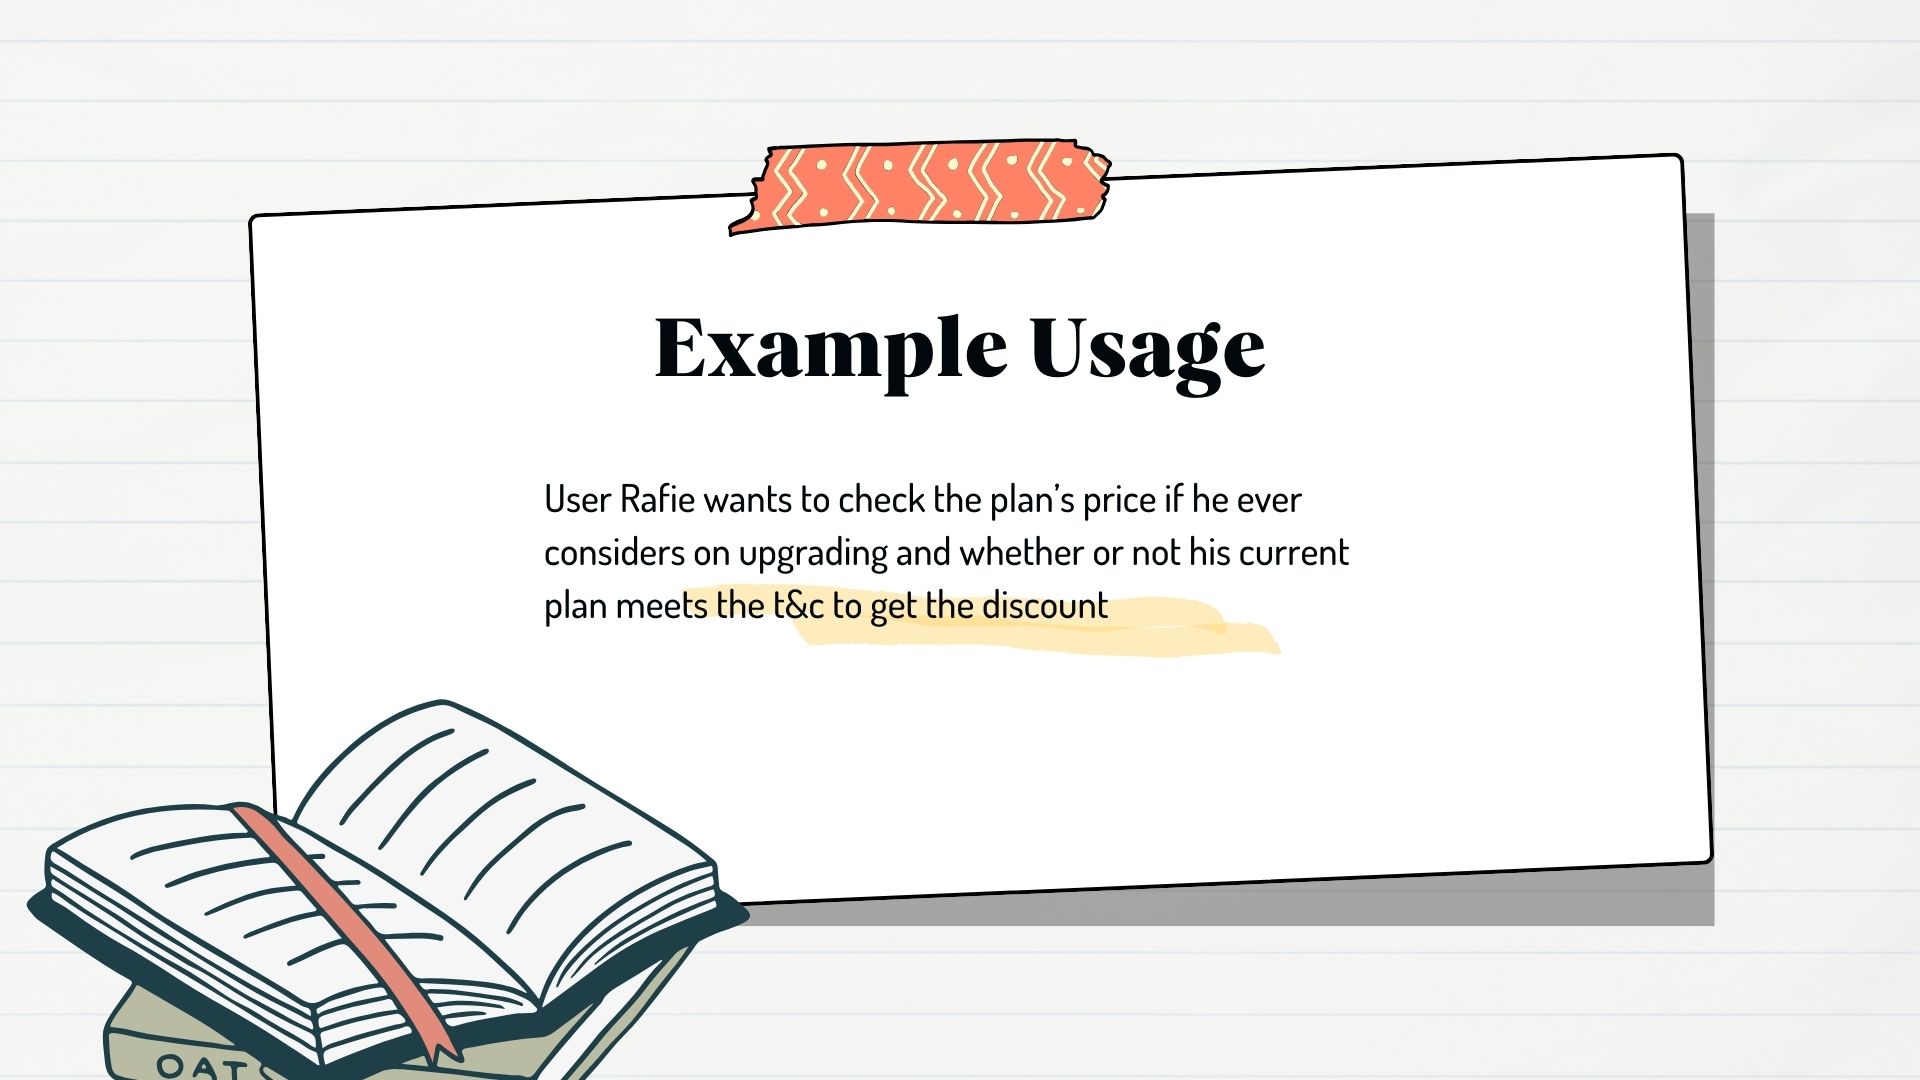 Example Usage
User Rafie wants to check the plan’s price if he ever
considers on upgrading and whether or not his current
plan meets the t&c to get the discount
OAT